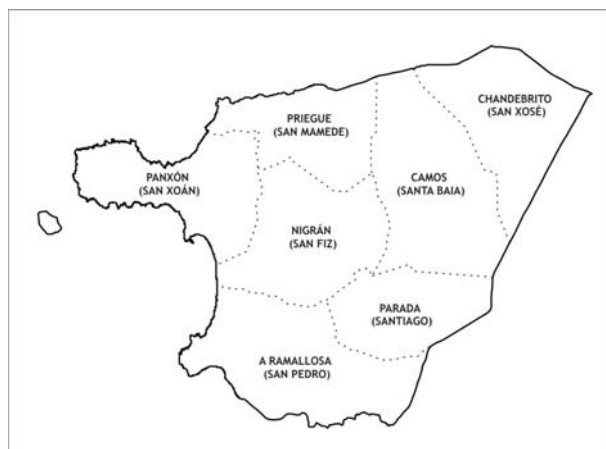 CHANDEBRITO
(SAN XOSÉ)
PRIEGUE
(SAN MAMEDE)
PANXÓN
(SAN XOÁN)
CAMOS
(SANTA BAIA)
NIGRÁN
(SAN FIZ)
PARADA
(SANTIAGO)
A RAMALLOSA
(SAN PEDRO)